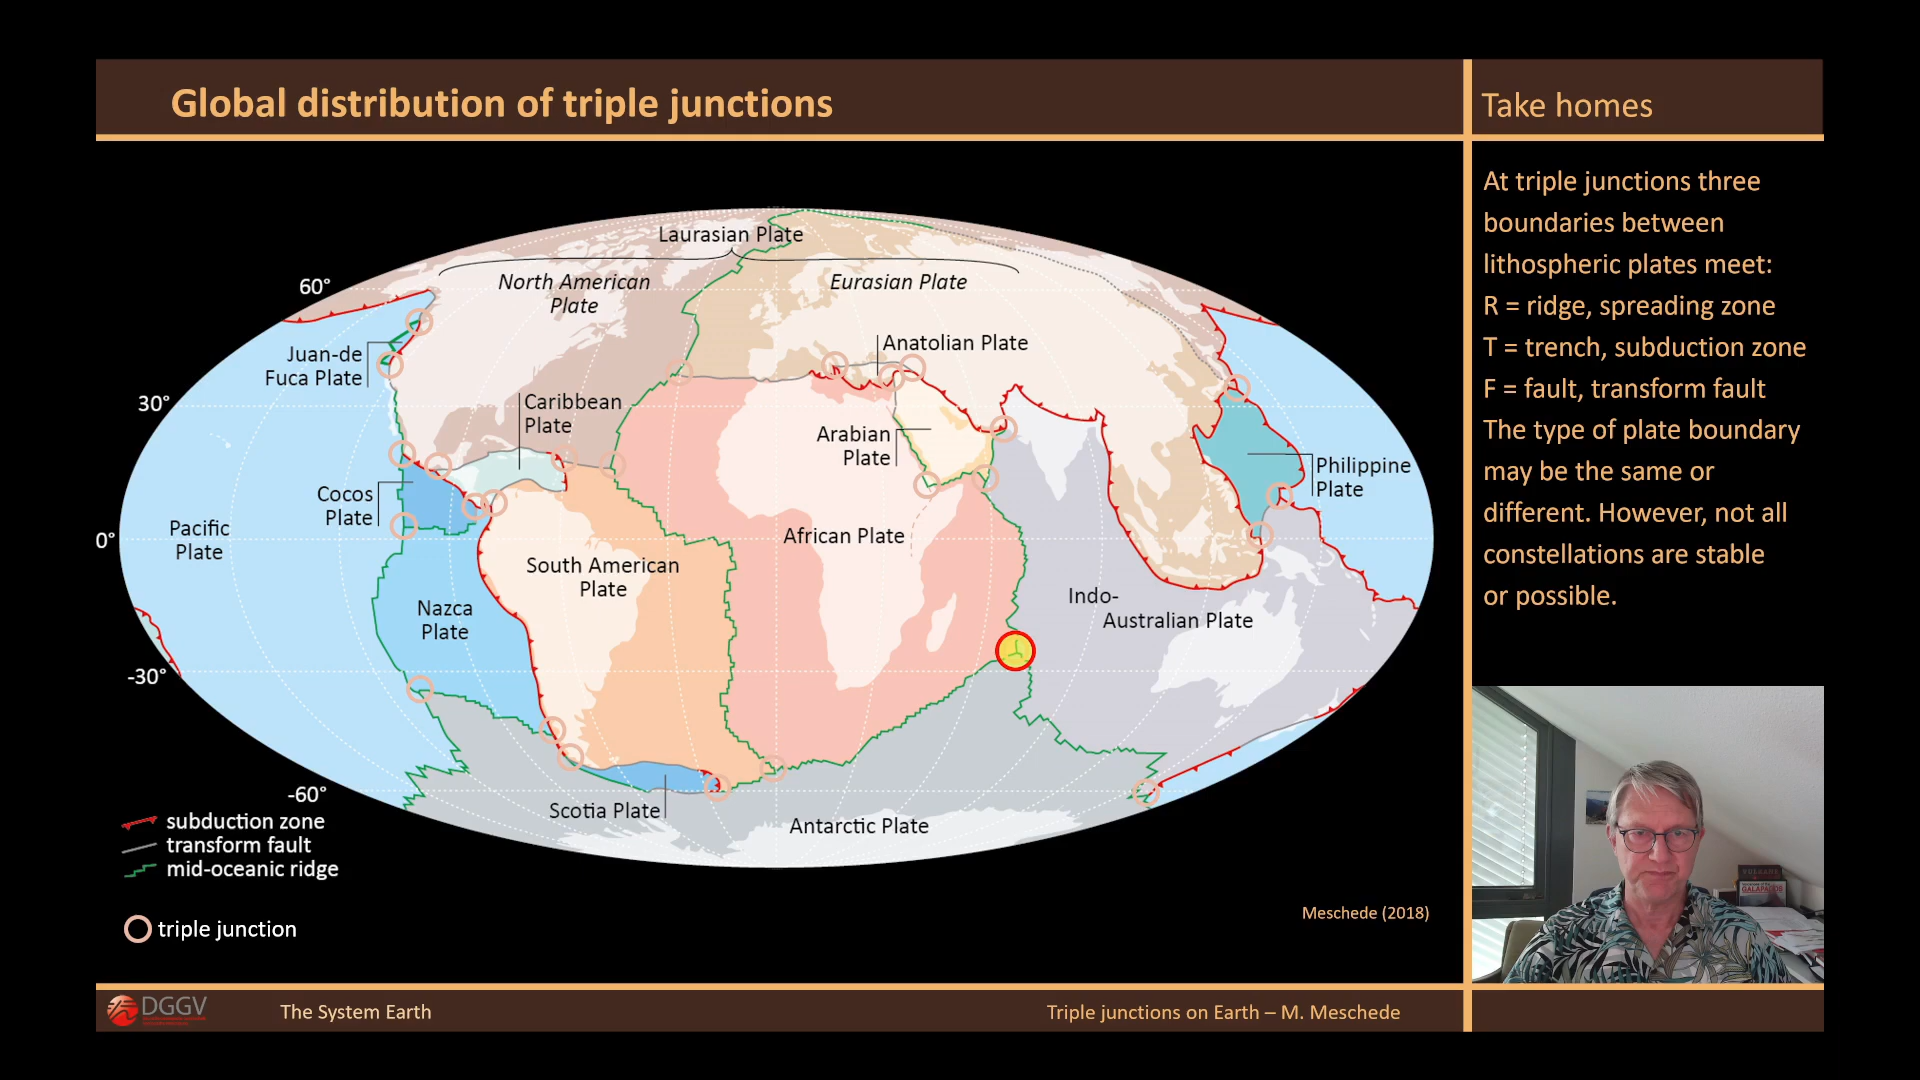 Global distribution of triple junctions
Take homes
At triple junctions three
boundaries between
lithospheric plates meet:
R = ridge, spreading zone
T = trench, subduction zone
F = fault, transform fault
The type of plate boundary
may be the same or
different. However, not all
constellations are stable
or possible.
Laurasian Plate
North American
Plate
Eurasian Plate
60°
Juan-de
Fuca Plate
Anatolian Plate
30°
Caribbean
Plate
Arabian
Plate
Philippine
Plate
Cocos
Plate
Pacific
Plate
0°
African Plate
South American
Plate
Nazca
Plate
Indo-
Australian Plate
-30°
-60°
Scotia Plate
Antarctic Plate
subduction zone
transform fault
mid-oceanic ridge
triple junction
Meschede (2018)
GALAPAGOS
DGGV
The System Earth
Triple junctions on Earth – M. Meschede